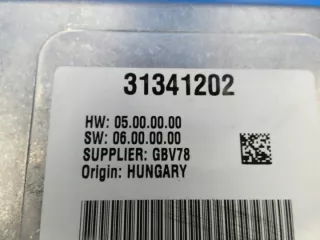 31341202
HW: 05.00.00.00
SW: 06.00.00.00
SUPPLIER: GBV78
Origin: HUNGARY